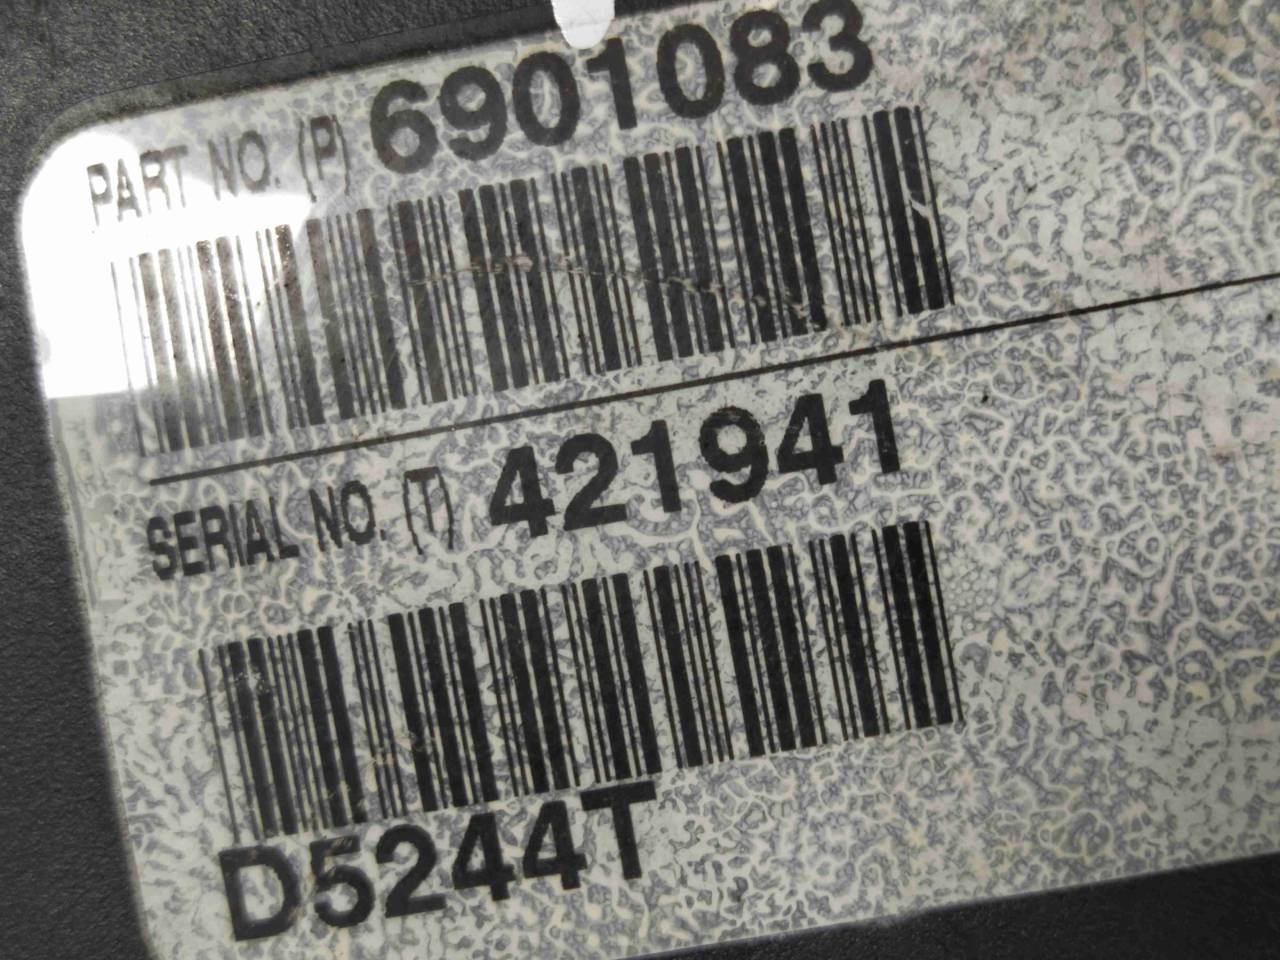 PART NO. (P) 6901083
SERIAL NO. (T) 421941
D5244T